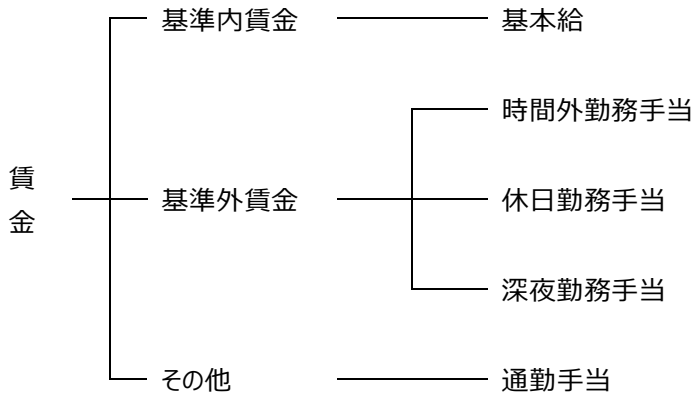 賃金
基準内賃金
基本給
基準外賃金
時間外勤務手当
休日勤務手当
深夜勤務手当
その他
通勤手当